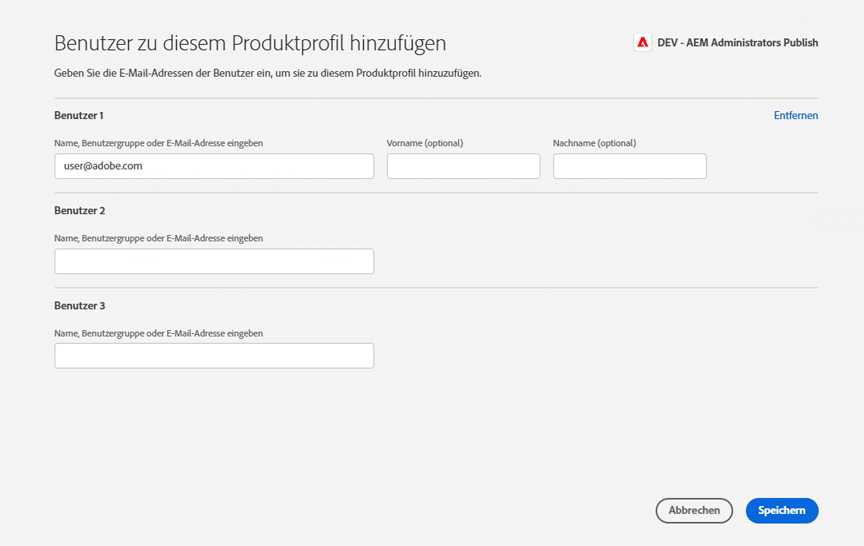 Benutzer zu diesem Produktprofil hinzufügen
DEV - AEM Administrators Publish
Geben Sie die E-Mail-Adressen der Benutzer ein, um sie zu diesem Produktprofil hinzuzufügen.
Benutzer 1
Entfernen
Name, Benutzergruppe oder E-Mail-Adresse eingeben
Vorname (optional)
Nachname (optional)
user@adobe.com
Benutzer 2
Name, Benutzergruppe oder E-Mail-Adresse eingeben
Benutzer 3
Name, Benutzergruppe oder E-Mail-Adresse eingeben
Abbrechen
Speichern